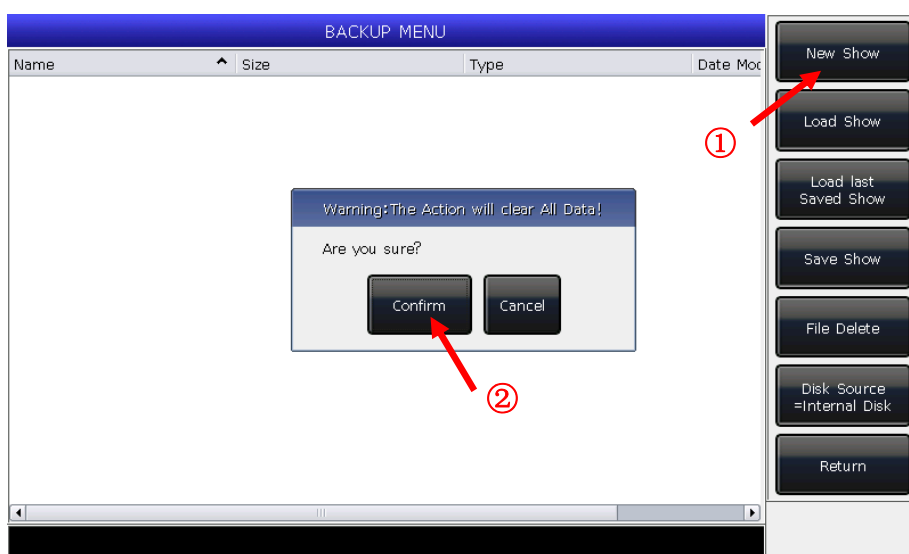 BACKUP MENU
Name Size Type Date Mod
Warning:The Action will clear All Data!
Are you sure?
Confirm Cancel
①
②
New Show
Load Show
Load last
Saved Show
Save Show
File Delete
Disk Source
=Internal Disk
Return